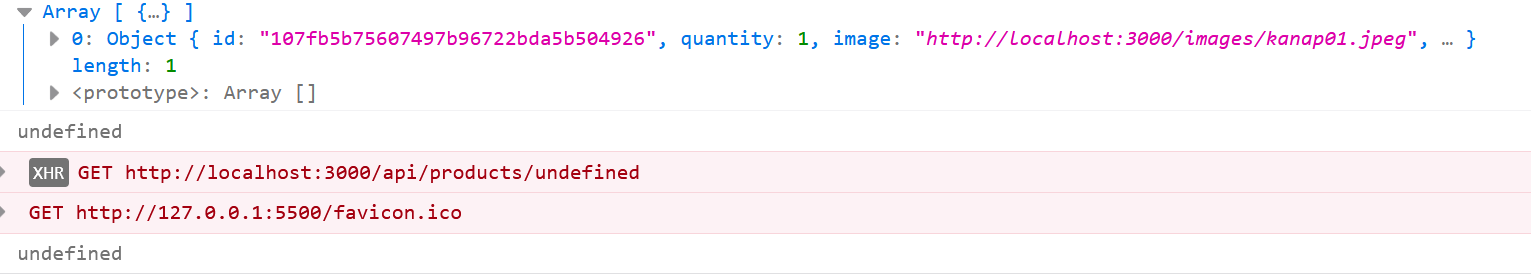 Array [ {…} ]
0: Object { id: "107fb5b75607497b96722bda5b504926", quantity: 1, image: "http://localhost:3000/images/kanap01.jpeg", … }
length: 1
<prototype>: Array []
undefined
XHR GET http://localhost:3000/api/products/undefined
GET http://127.0.0.1:5500/favicon.ico
undefined